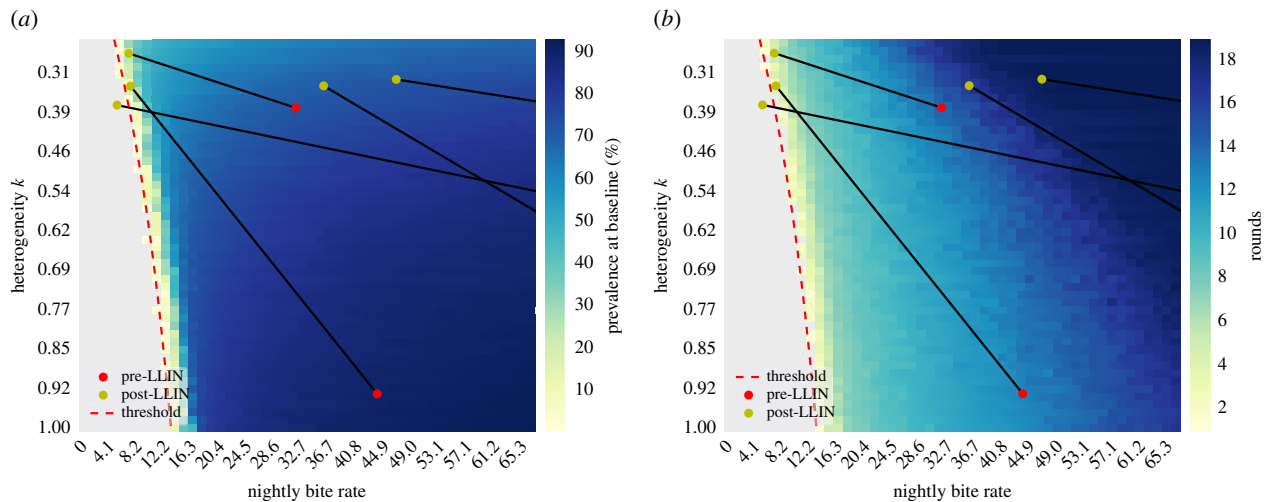 (a)
heterogeneity k
0.31
0.39
0.46
0.54
0.62
0.69
0.77
0.85
0.92
1.00
pre-LLIN
post-LLIN
threshold
0 4.1 8.2 12.2 16.3 20.4 24.5 28.6 32.7 36.7 40.8 44.9 49.0 53.1 57.1 61.2 65.3
nightly bite rate
90
80
70
60
50
40
30
20
10
prevalence at baseline (%)
(b)
heterogeneity k
0.31
0.39
0.46
0.54
0.62
0.69
0.77
0.85
0.92
1.00
threshold
pre-LLIN
post-LLIN
0 4.1 8.2 12.2 16.3 20.4 24.5 28.6 32.7 36.7 40.8 44.9 49.0 53.1 57.1 61.2 65.3
nightly bite rate
18
16
14
12
10
8
6
4
2
rounds